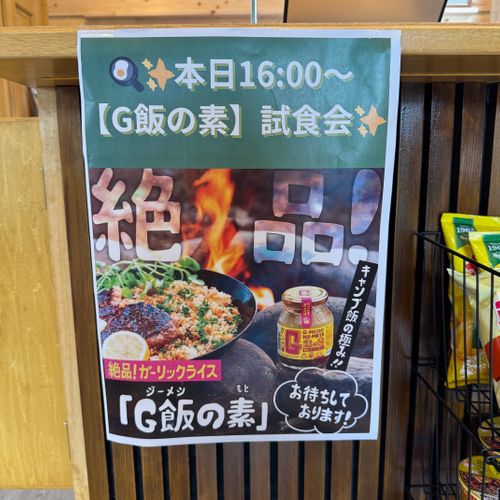 本日16:00～
【G飯の素】試食会
絶品！
キャンプ飯の極み!!
絶品！ガーリックライス
ジーメシ もと
「G飯の素」
お待ちして
おります！